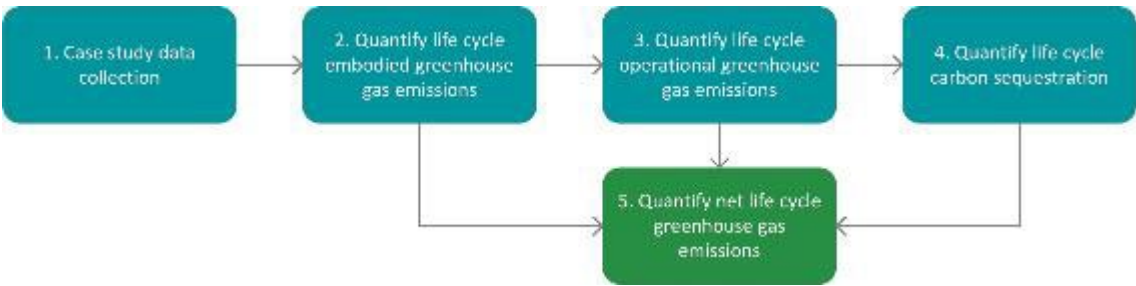 1. Case study data
collection
2. Quantify life cycle
embodied greenhouse
gas emissions
3. Quantify life cycle
operational greenhouse
gas emissions
4. Quantify life cycle
carbon sequestration
5. Quantify net life cycle
greenhouse gas
emissions